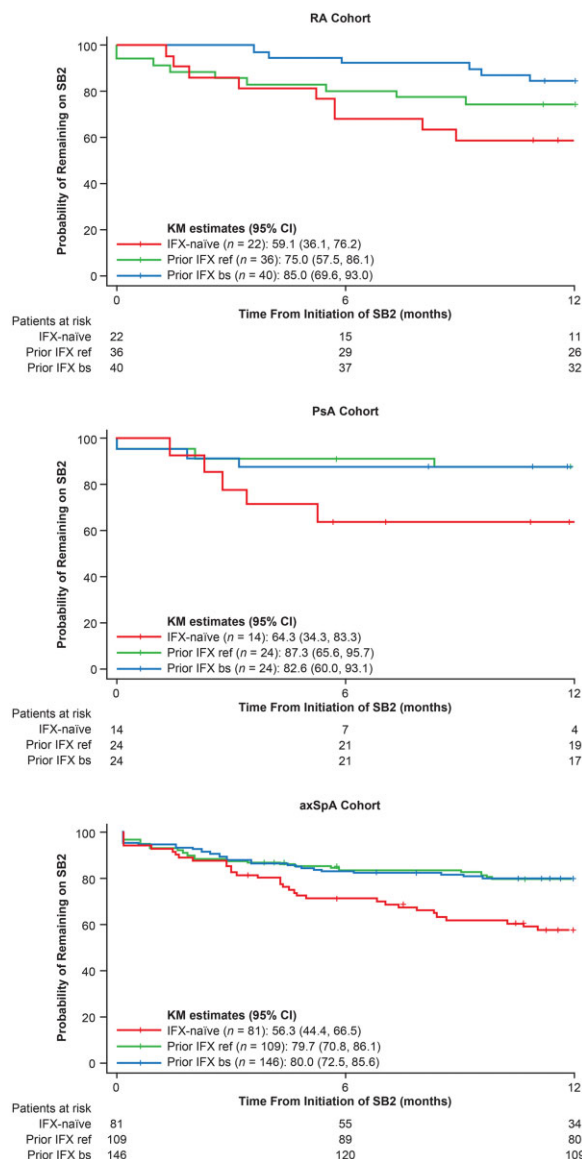 RA Cohort
Probability of Remaining on SB2
100
80
60
40
20
0
KM estimates (95% CI)
IFX-naïve (n = 22): 59.1 (36.1, 76.2)
Prior IFX ref (n = 36): 75.0 (57.5, 86.1)
Prior IFX bs (n = 40): 85.0 (69.6, 93.0)
0 6 12
Time From Initiation of SB2 (months)
Patients at risk
IFX-naïve 22 15 11
Prior IFX ref 36 29 26
Prior IFX bs 40 37 32
PsA Cohort
Probability of Remaining on SB2
100
80
60
40
20
0
KM estimates (95% CI)
IFX-naïve (n = 14): 64.3 (34.3, 83.3)
Prior IFX ref (n = 24): 87.3 (65.6, 95.7)
Prior IFX bs (n = 24): 82.6 (60.0, 93.1)
0 6 12
Time From Initiation of SB2 (months)
Patients at risk
IFX-naïve 14 7 4
Prior IFX ref 24 21 19
Prior IFX bs 24 21 17
axSpA Cohort
Probability of Remaining on SB2
100
80
60
40
20
0
KM estimates (95% CI)
IFX-naïve (n = 81): 56.3 (44.4, 66.5)
Prior IFX ref (n = 109): 79.7 (70.8, 86.1)
Prior IFX bs (n = 146): 80.0 (72.5, 85.6)
0 6 12
Time From Initiation of SB2 (months)
Patients at risk
IFX-naïve 81 55 34
Prior IFX ref 109 89 80
Prior IFX bs 146 120 109